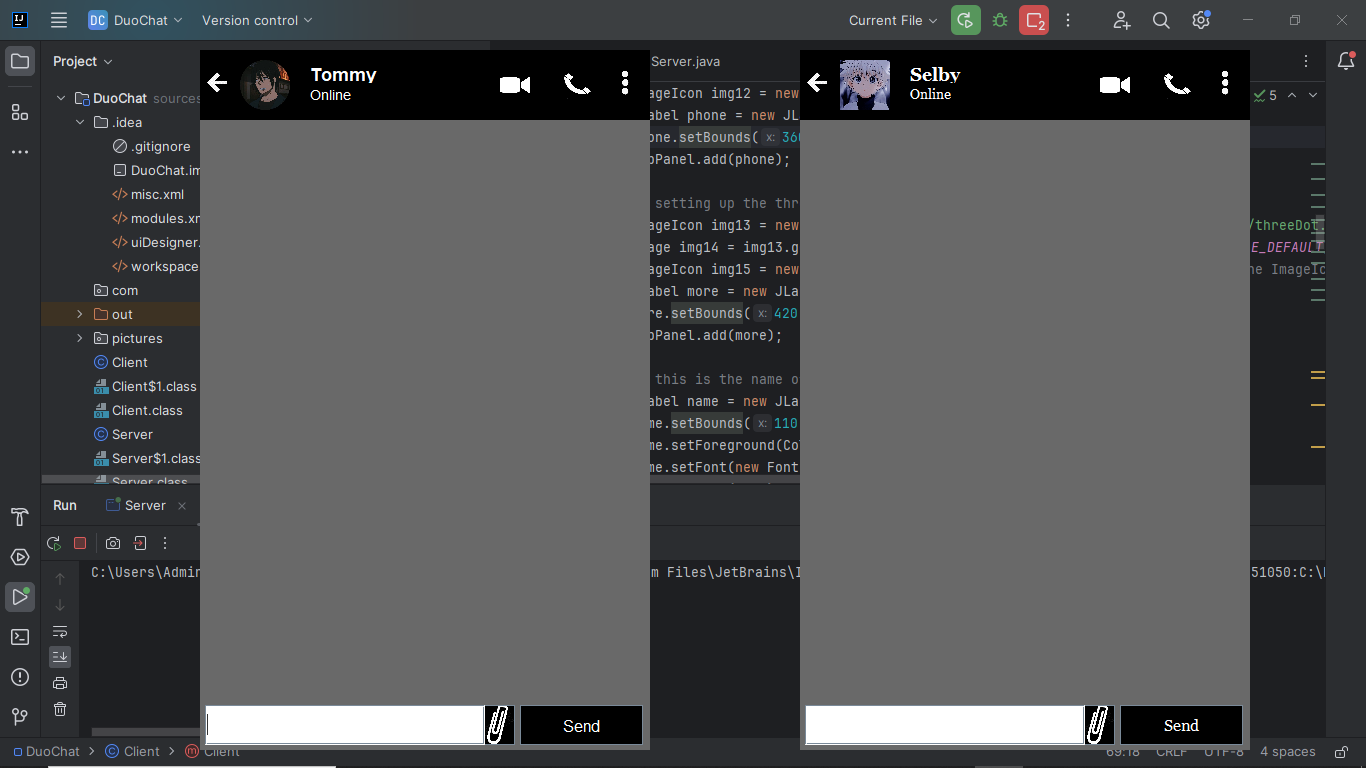 DC DuoChat Version control Current File 2
Project
DuoChat sources
.idea
.gitignore
DuoChat.im
misc.xml
modules.xr
uiDesigner.
workspace
com
out
pictures
Client
Client$1.class
Client.class
Server
Server$1.class
Server.class
Tommy
Online
Send
Server.java
ageIcon img12 = new
abel phone = new JL
one.setBounds( x: 360
pPanel.add(phone);
setting up the thr
ageIcon img13 = new
age img14 = img13.g
ageIcon img15 = new
abel more = new JLa
re.setBounds( x: 420
pPanel.add(more);
this is the name o
abel name = new JLa
me.setBounds( x: 110
me.setForeground(Co
me.setFont(new Font
Selby
Online
Send
5
/threeDot.
E_DEFAULT
he ImageIc
Run Server
C:\Users\Admin
m Files\JetBrains\I
51050:C:\
DuoChat > Client > Client
69:18 CRLF UTF-8 4 spaces